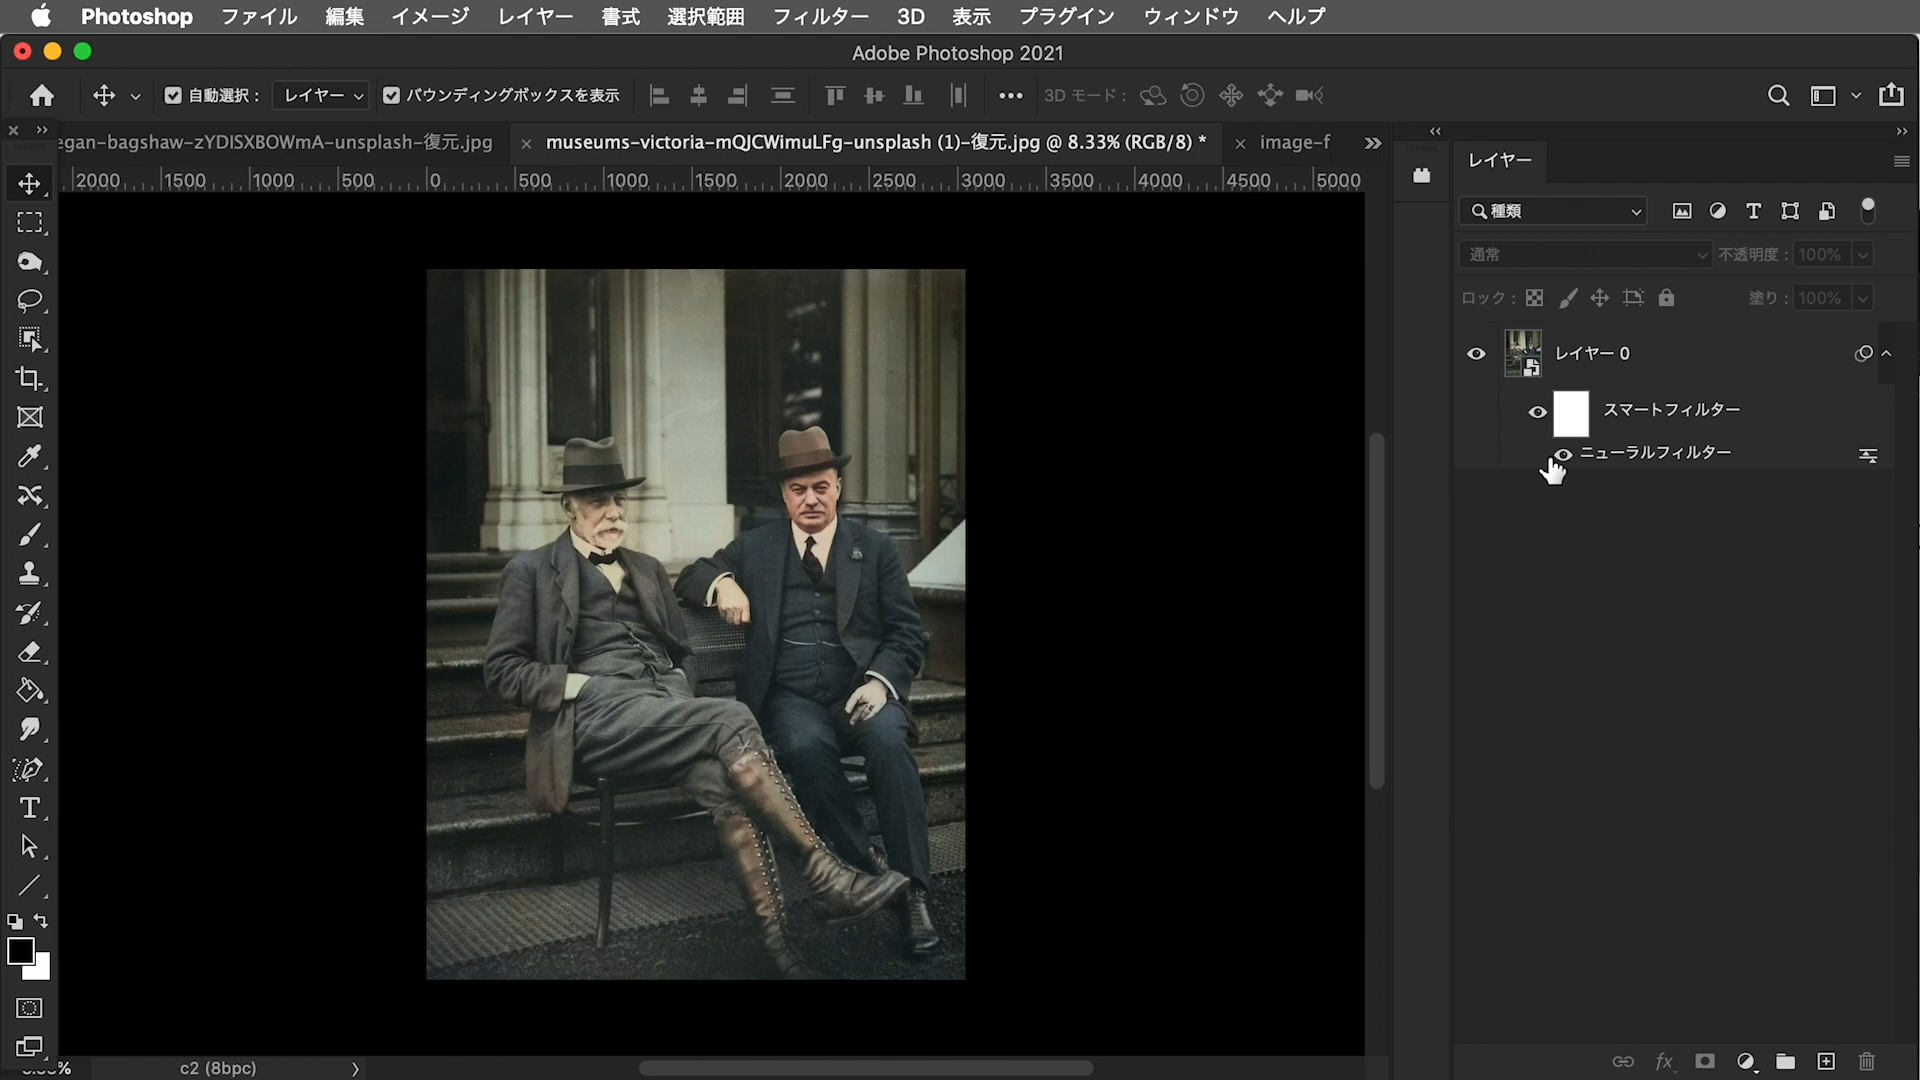 Photoshop ファイル 編集 イメージ レイヤー 書式 選択範囲 フィルター 3D 表示 プラグイン ウィンドウ ヘルプ
Adobe Photoshop 2021
自動選択： レイヤー バウンディングボックスを表示 3D モード：
egan-bagshaw-zYDISXBOWmA-unsplash-復元.jpg × museums-victoria-mQJCWimuLFg-unsplash (1)-復元.jpg @ 8.33% (RGB/8) * × image-f
2000 1500 1000 500 0 500 1000 1500 2000 2500 3000 3500 4000 4500 5000
レイヤー
種類
通常 不透明度： 100%
ロック： 塗り： 100%
レイヤー 0
スマートフィルター
ニューラルフィルター
c2 (8bpc)